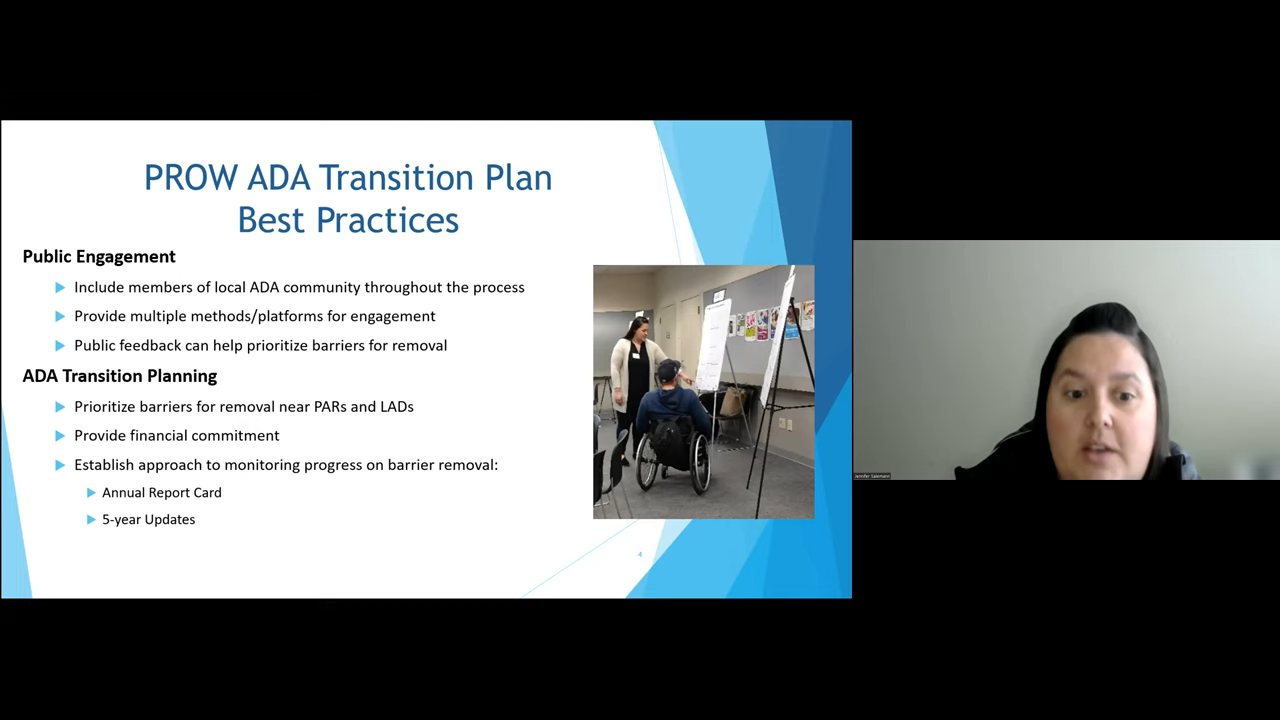 PROW ADA Transition Plan
Best Practices
Public Engagement
Include members of local ADA community throughout the process
Provide multiple methods/platforms for engagement
Public feedback can help prioritize barriers for removal
ADA Transition Planning
Prioritize barriers for removal near PARs and LADs
Provide financial commitment
Establish approach to monitoring progress on barrier removal:
Annual Report Card
5-year Updates
4
Jennifer Salemann